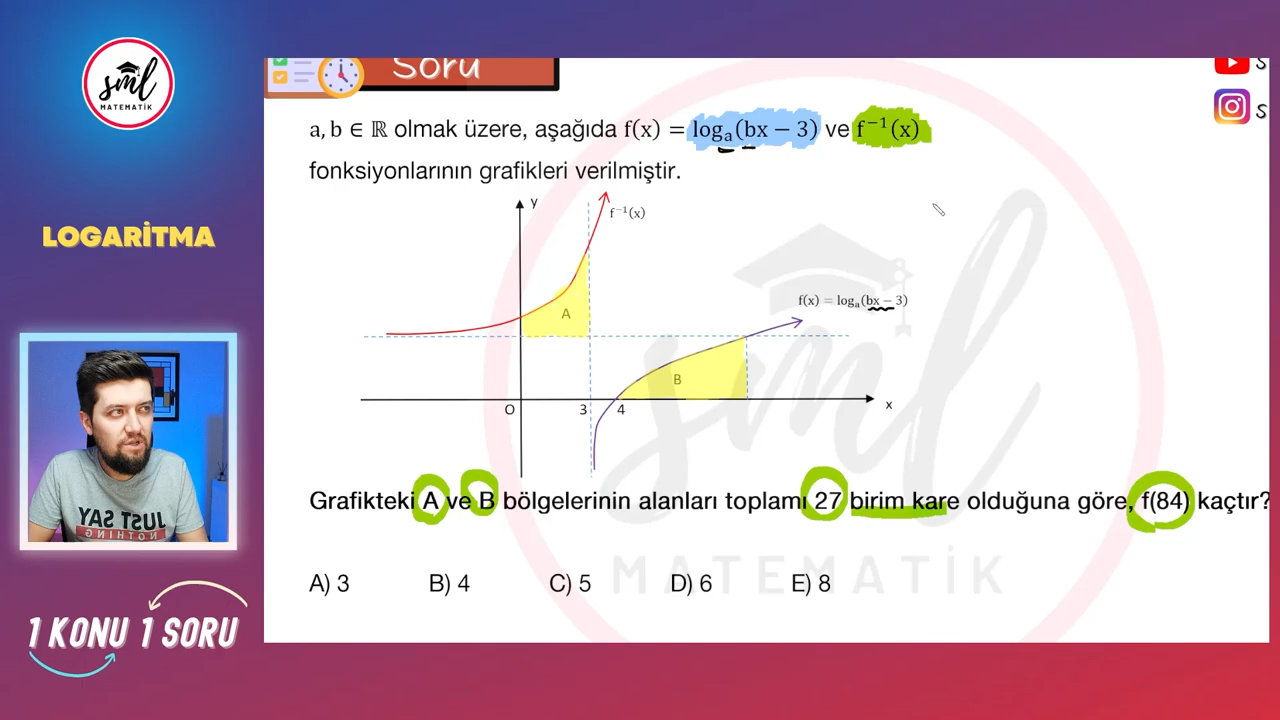 sml
MATEMATİK
LOGARİTMA
JUST SAY
NOTHING
1 KONU 1 SORU
Soru
S
S
a, b ∈ ℝ olmak üzere, aşağıda f(x) = logₐ(bx − 3) ve f⁻¹(x)
fonksiyonlarının grafikleri verilmiştir.
y
f⁻¹(x)
f(x) = logₐ(bx − 3)
A
B
O
3
4
x
Grafikteki A ve B bölgelerinin alanları toplamı 27 birim kare olduğuna göre, f(84) kaçtır?
A) 3 B) 4 C) 5 D) 6 E) 8
sml
MATEMATİK